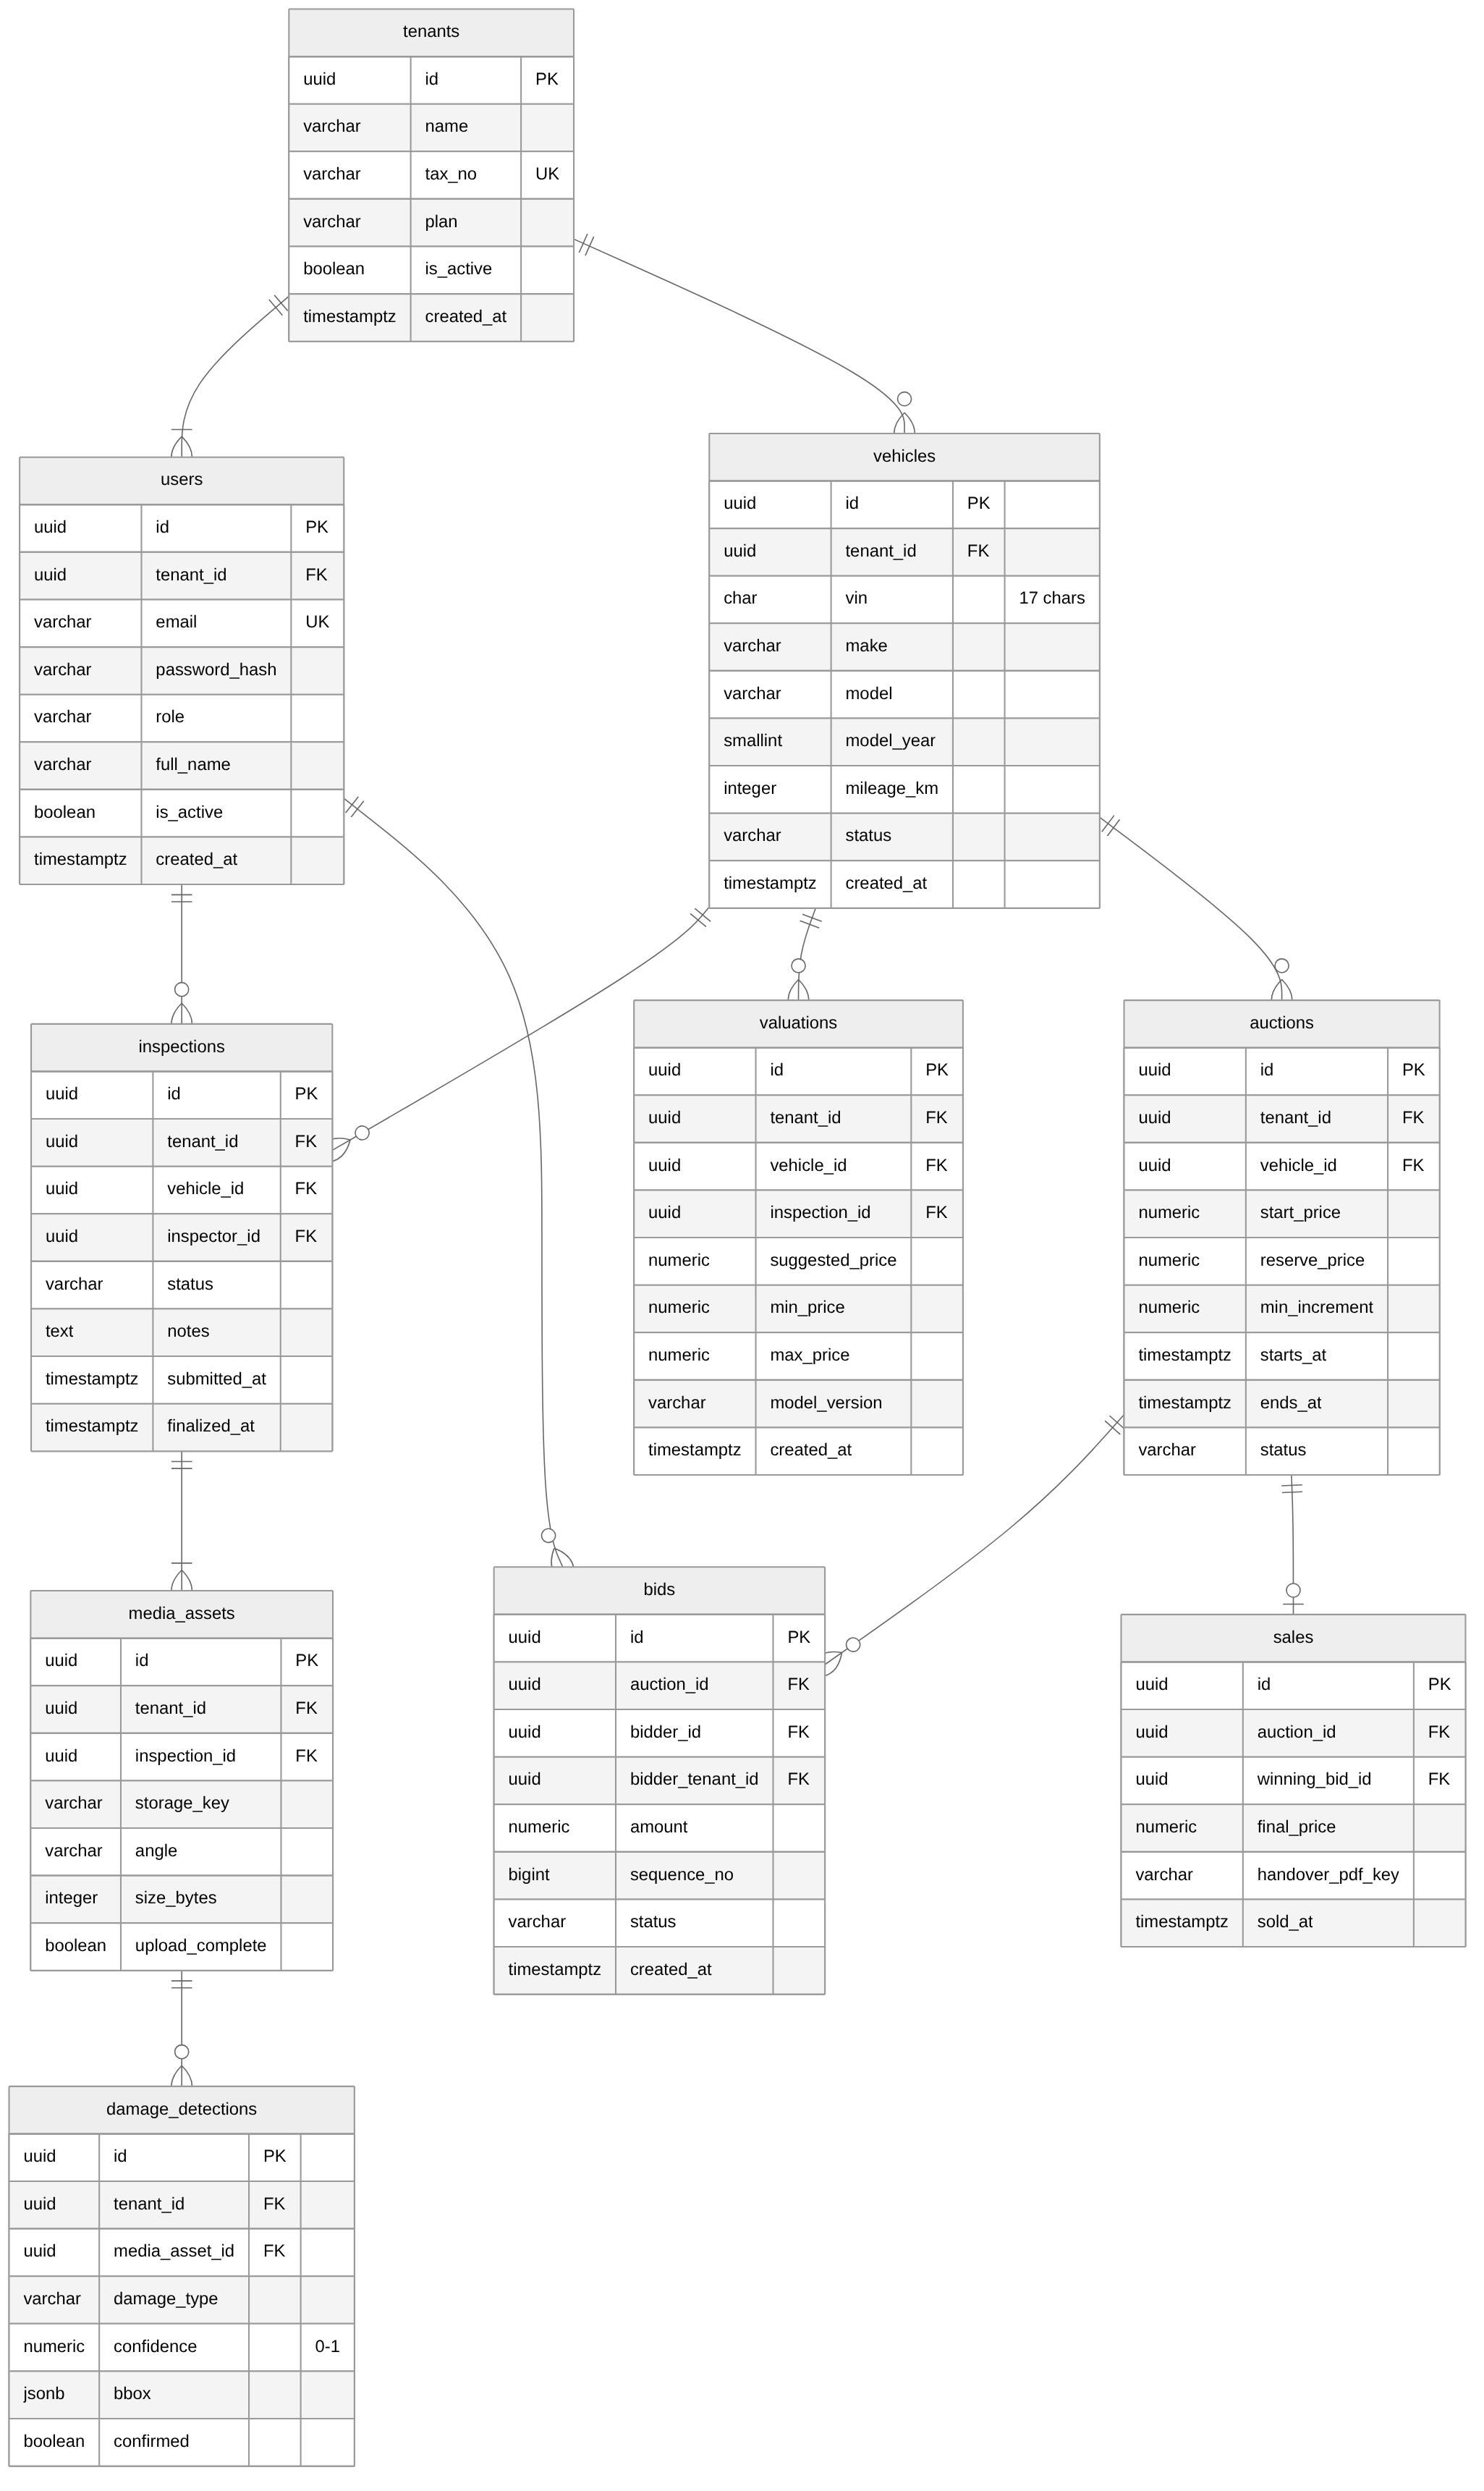 tenants
uuid id PK
varchar name
varchar tax_no UK
varchar plan
boolean is_active
timestamptz created_at
users
uuid id PK
uuid tenant_id FK
varchar email UK
varchar password_hash
varchar role
varchar full_name
boolean is_active
timestamptz created_at
vehicles
uuid id PK
uuid tenant_id FK
char vin 17 chars
varchar make
varchar model
smallint model_year
integer mileage_km
varchar status
timestamptz created_at
inspections
uuid id PK
uuid tenant_id FK
uuid vehicle_id FK
uuid inspector_id FK
varchar status
text notes
timestamptz submitted_at
timestamptz finalized_at
valuations
uuid id PK
uuid tenant_id FK
uuid vehicle_id FK
uuid inspection_id FK
numeric suggested_price
numeric min_price
numeric max_price
varchar model_version
timestamptz created_at
auctions
uuid id PK
uuid tenant_id FK
uuid vehicle_id FK
numeric start_price
numeric reserve_price
numeric min_increment
timestamptz starts_at
timestamptz ends_at
varchar status
media_assets
uuid id PK
uuid tenant_id FK
uuid inspection_id FK
varchar storage_key
varchar angle
integer size_bytes
boolean upload_complete
bids
uuid id PK
uuid auction_id FK
uuid bidder_id FK
uuid bidder_tenant_id FK
numeric amount
bigint sequence_no
varchar status
timestamptz created_at
sales
uuid id PK
uuid auction_id FK
uuid winning_bid_id FK
numeric final_price
varchar handover_pdf_key
timestamptz sold_at
damage_detections
uuid id PK
uuid tenant_id FK
uuid media_asset_id FK
varchar damage_type
numeric confidence 0-1
jsonb bbox
boolean confirmed